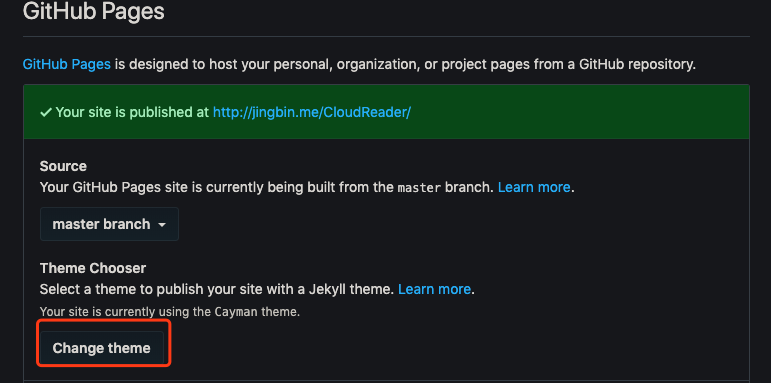 GitHub Pages
GitHub Pages is designed to host your personal, organization, or project pages from a GitHub repository.
✓ Your site is published at http://jingbin.me/CloudReader/
Source
Your GitHub Pages site is currently being built from the master branch. Learn more.
master branch
Theme Chooser
Select a theme to publish your site with a Jekyll theme. Learn more.
Your site is currently using the Cayman theme.
Change theme